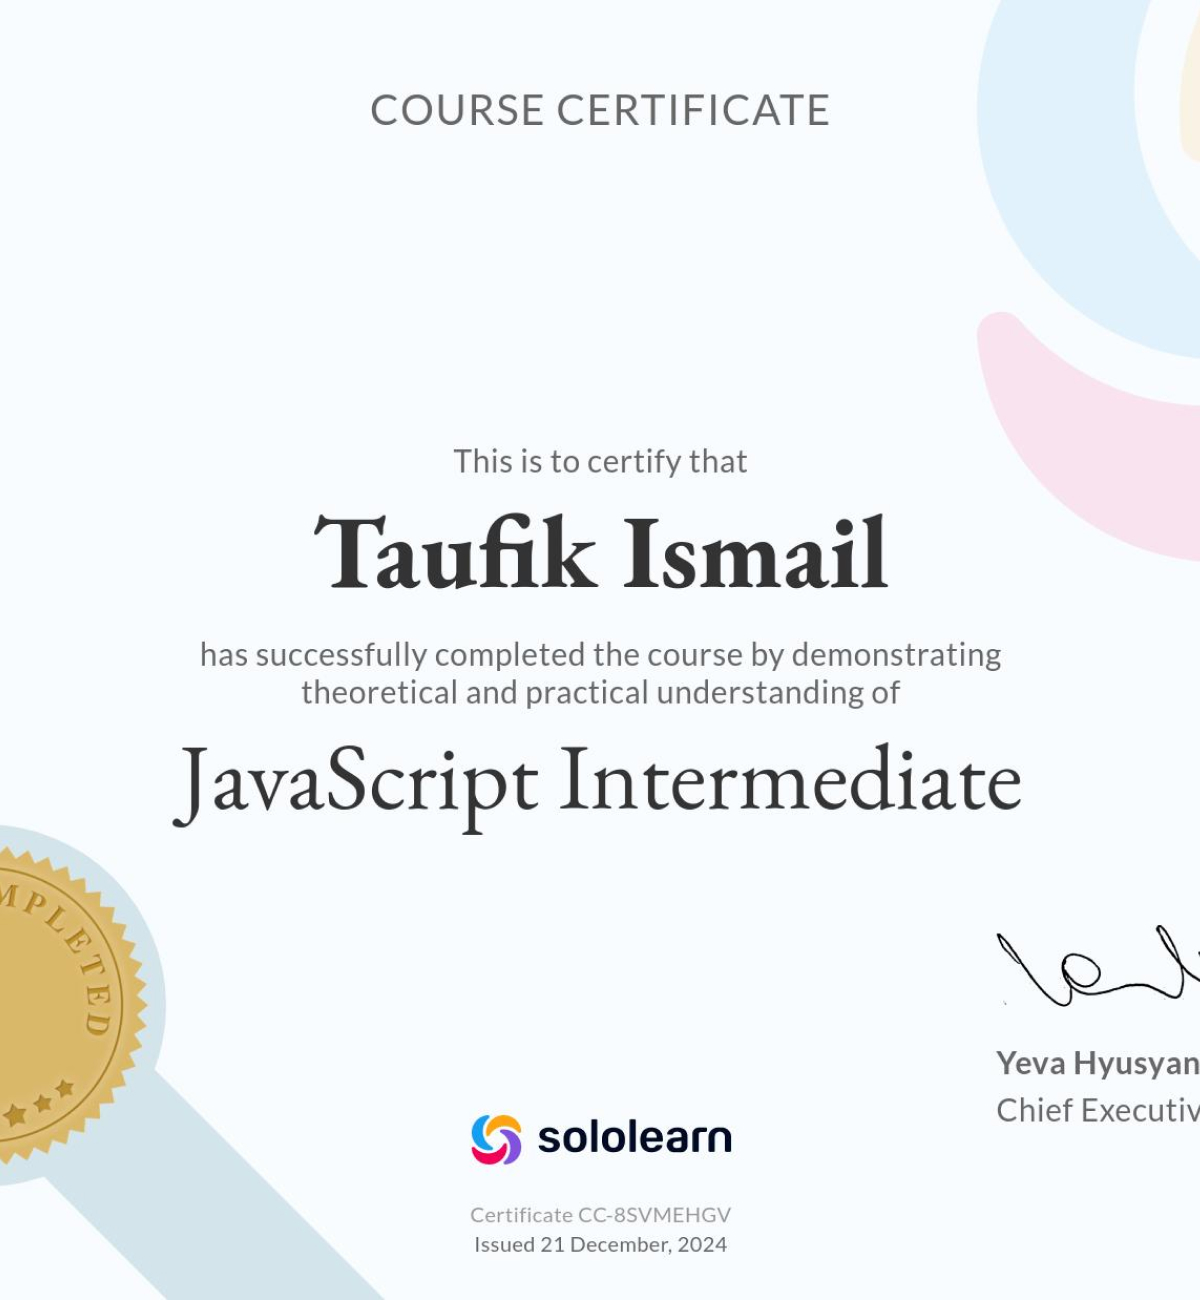 COURSE CERTIFICATE
This is to certify that
Taufik Ismail
has successfully completed the course by demonstrating
theoretical and practical understanding of
JavaScript Intermediate
MPLETED
Yeva Hyusyan
Chief Executiv
sololearn
Certificate CC-8SVMEHGV
Issued 21 December, 2024